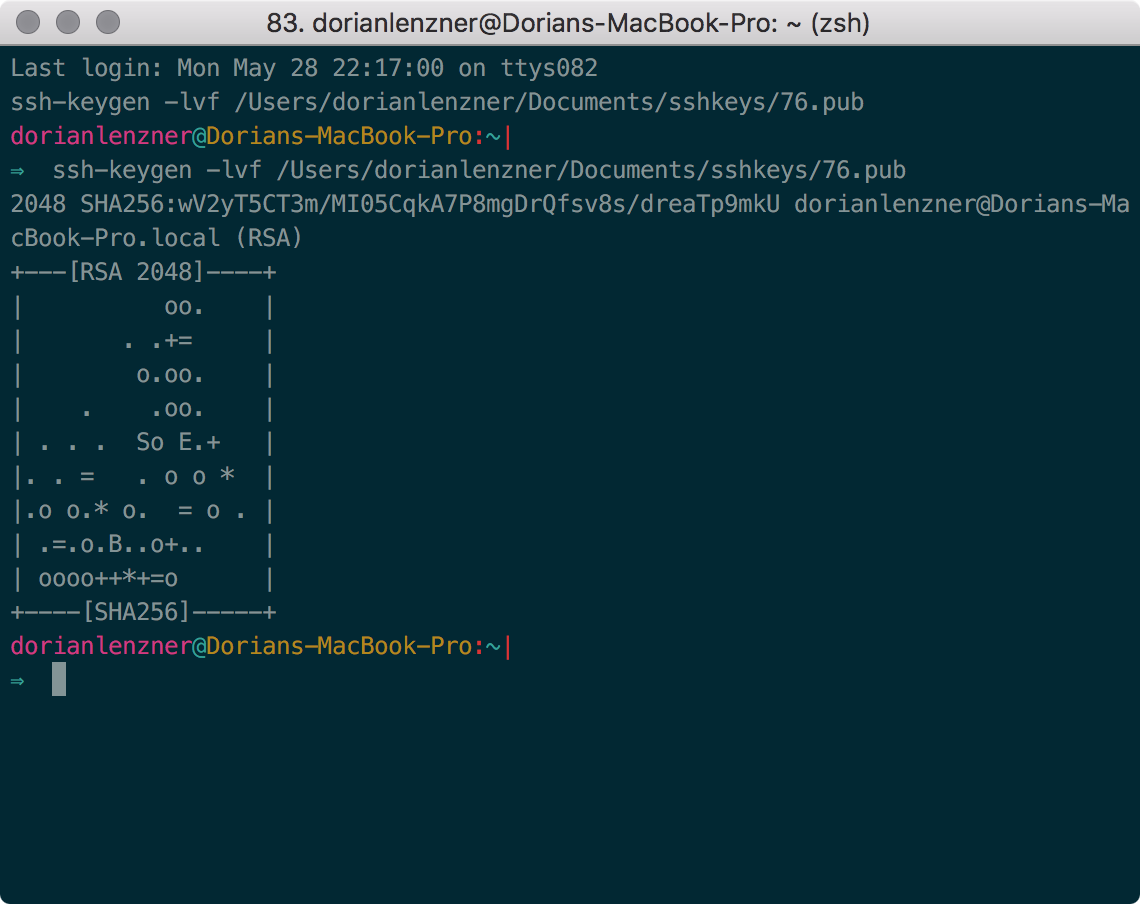 83. dorianlenzner@Dorians-MacBook-Pro: ~ (zsh)
Last login: Mon May 28 22:17:00 on ttys082
ssh-keygen -lvf /Users/dorianlenzner/Documents/sshkeys/76.pub
dorianlenzner@Dorians-MacBook-Pro:~|
⇒  ssh-keygen -lvf /Users/dorianlenzner/Documents/sshkeys/76.pub
2048 SHA256:wV2yT5CT3m/MI05CqkA7P8mgDrQfsv8s/dreaTp9mkU dorianlenzner@Dorians-Ma
cBook-Pro.local (RSA)
+---[RSA 2048]----+
|          oo.    |
|       . .+=     |
|        o.oo.    |
|    .    .oo.    |
| . . .  So E.+   |
|. . =   . o o *  |
|.o o.* o.  = o . |
| .=.o.B..o+..    |
| oooo++*+=o      |
+----[SHA256]-----+
dorianlenzner@Dorians-MacBook-Pro:~|
⇒